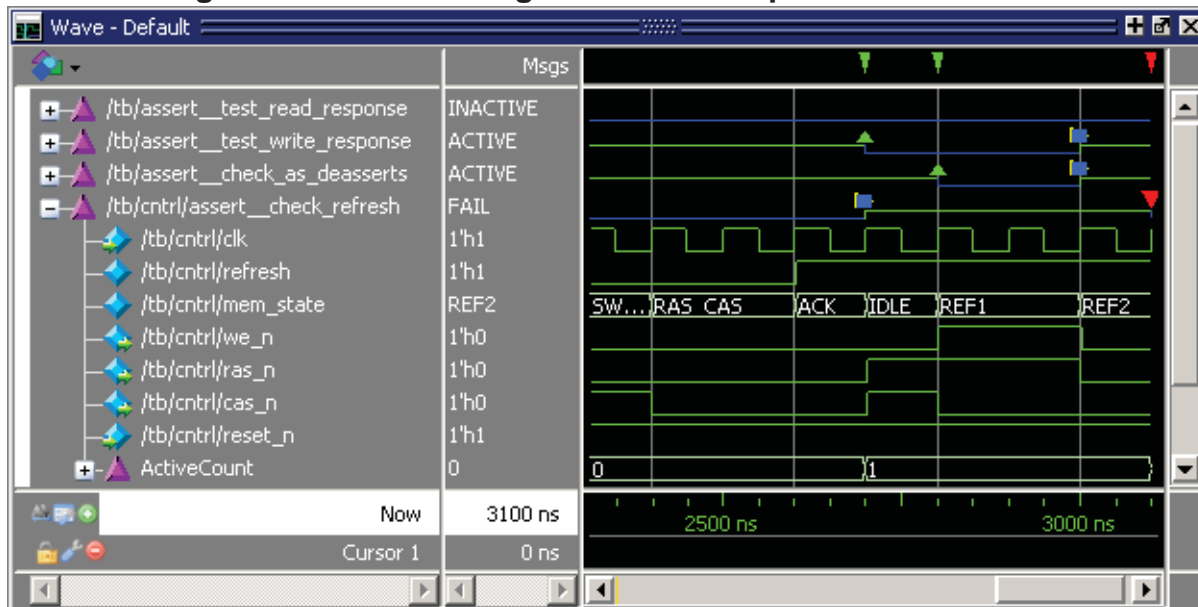 Wave - Default
Msgs
/tb/assert__test_read_response INACTIVE
/tb/assert__test_write_response ACTIVE
/tb/assert__check_as_deasserts ACTIVE
/tb/cntrl/assert__check_refresh FAIL
/tb/cntrl/clk 1'h1
/tb/cntrl/refresh 1'h1
/tb/cntrl/mem_state REF2 SW... RAS CAS ACK IDLE REF1 REF2
/tb/cntrl/we_n 1'h0
/tb/cntrl/ras_n 1'h0
/tb/cntrl/cas_n 1'h0
/tb/cntrl/reset_n 1'h1
ActiveCount 0 0 1
Now 3100 ns 2500 ns 3000 ns
Cursor 1 0 ns